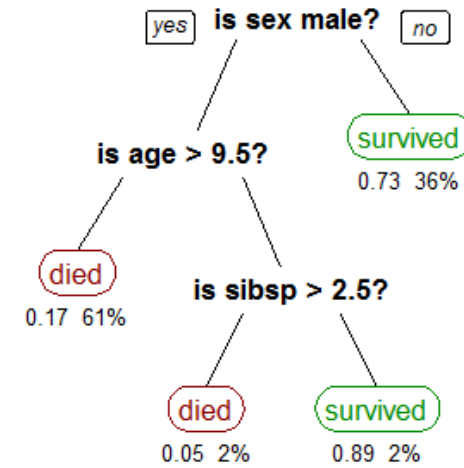 yes is sex male? no
is age > 9.5? survived
0.73 36%
died
0.17 61%
is sibsp > 2.5?
died survived
0.05 2% 0.89 2%